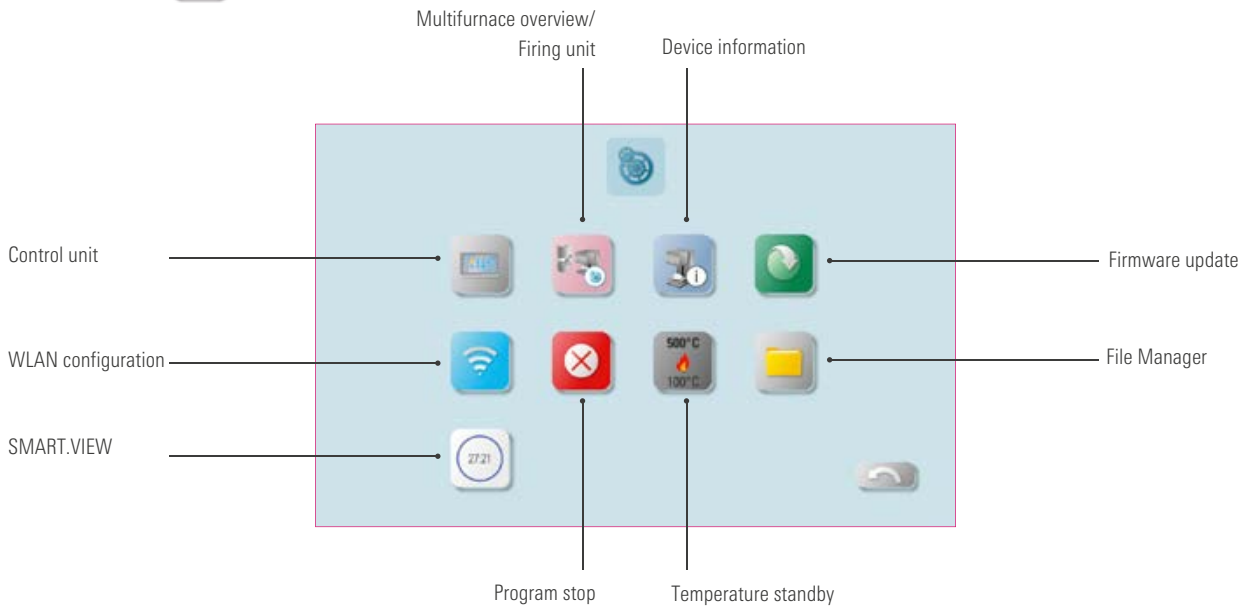 Multifurnace overview/
Firing unit
Device information
Control unit
Firmware update
WLAN configuration
500°C
100°C
File Manager
SMART.VIEW
27:21
Program stop
Temperature standby